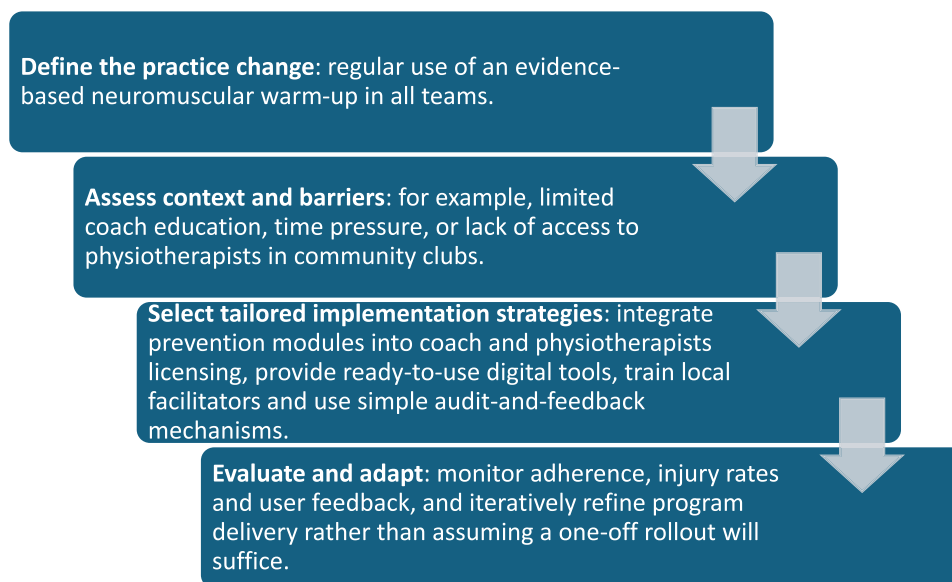 Define the practice change: regular use of an evidence-
based neuromuscular warm-up in all teams.
Assess context and barriers: for example, limited
coach education, time pressure, or lack of access to
physiotherapists in community clubs.
Select tailored implementation strategies: integrate
prevention modules into coach and physiotherapists
licensing, provide ready-to-use digital tools, train local
facilitators and use simple audit-and-feedback
mechanisms.
Evaluate and adapt: monitor adherence, injury rates
and user feedback, and iteratively refine program
delivery rather than assuming a one-off rollout will
suffice.